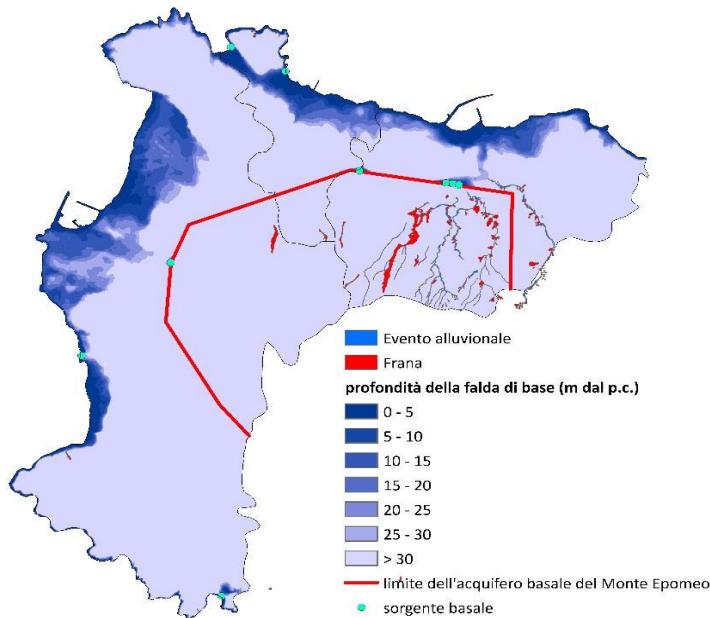 Evento alluvionale
Frana
profondità della falda di base (m dal p.c.)
0 - 5
5 - 10
10 - 15
15 - 20
20 - 25
25 - 30
> 30
limite dell'acquifero basale del Monte Epomeo
sorgente basale